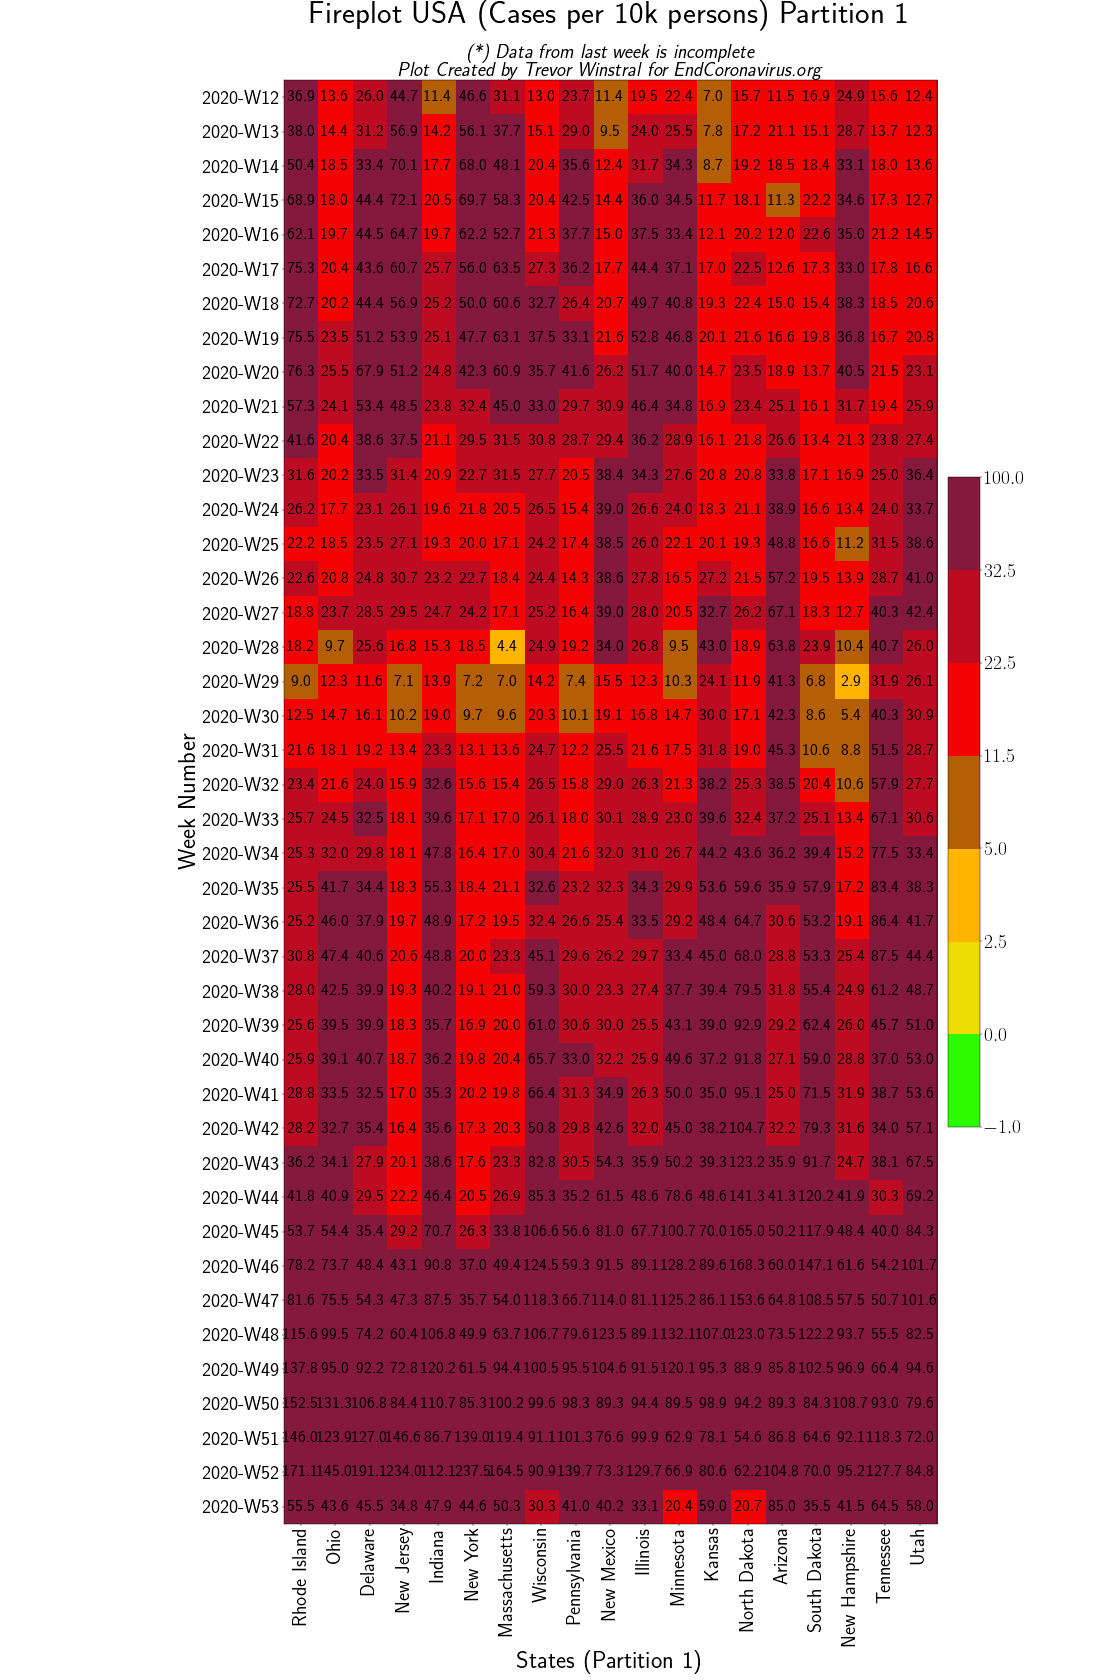 Fireplot USA (Cases per 10k persons) Partition 1
(*) Data from last week is incomplete
Plot Created by Trevor Winstral for EndCoronavirus.org
2020-W12 36.9 13.6 26.0 44.7 11.4 46.6 31.1 13.0 23.7 11.4 19.5 22.4 7.0 15.7 11.5 16.9 24.9 15.6 12.4
2020-W13 38.0 14.4 31.2 56.9 14.2 56.1 37.7 15.1 29.0 9.5 24.0 25.5 7.8 17.2 21.1 15.1 28.7 13.7 12.3
2020-W14 50.4 18.5 33.4 70.1 17.7 68.0 48.1 20.4 35.6 12.4 31.7 34.3 8.7 19.2 18.5 18.4 33.1 18.0 13.6
2020-W15 68.9 18.0 44.4 72.1 20.5 69.7 58.3 20.4 42.5 14.4 36.0 34.5 11.7 18.1 11.3 22.2 34.6 17.3 12.7
2020-W16 62.1 19.7 44.5 64.7 19.7 62.2 52.7 21.3 37.7 15.0 37.5 33.4 12.1 20.2 12.0 22.6 35.0 21.2 14.5
2020-W17 75.3 20.4 43.6 60.7 25.7 56.0 63.5 27.3 36.2 17.7 44.4 37.1 17.0 22.5 12.6 17.3 33.0 17.8 16.6
2020-W18 72.7 20.2 44.4 56.9 25.2 50.0 60.6 32.7 26.4 20.7 49.7 40.8 19.3 22.4 15.0 15.4 38.3 18.5 20.6
2020-W19 75.5 23.5 51.2 53.9 25.1 47.7 63.1 37.5 33.1 21.6 52.8 46.8 20.1 21.6 16.6 19.8 36.8 16.7 20.8
2020-W20 76.3 25.5 67.9 51.2 24.8 42.3 60.9 35.7 41.6 26.2 51.7 40.0 14.7 23.5 18.9 13.7 40.5 21.5 23.1
2020-W21 57.3 24.1 53.4 48.5 23.8 32.4 45.0 33.0 29.7 30.9 46.4 34.8 16.9 23.4 25.1 16.1 31.7 19.4 25.9
2020-W22 41.6 20.4 38.6 37.5 21.1 29.5 31.5 30.8 28.7 29.4 36.2 28.9 16.1 21.8 26.6 13.4 21.3 23.8 27.4
2020-W23 31.6 20.2 33.5 31.4 20.9 22.7 31.5 27.7 20.5 38.4 34.3 27.6 20.8 20.8 33.8 17.1 16.9 25.0 36.4
2020-W24 26.2 17.7 23.1 26.1 19.6 21.8 20.5 26.5 15.4 39.0 26.6 24.0 18.3 21.1 38.9 16.6 13.4 24.0 33.7
2020-W25 22.2 18.5 23.5 27.1 19.3 20.0 17.1 24.2 17.4 38.5 26.0 22.1 20.1 19.3 48.8 16.6 11.2 31.5 38.6
2020-W26 22.6 20.8 24.8 30.7 23.2 22.7 18.4 24.4 14.3 38.6 27.8 16.5 27.2 21.5 57.2 19.5 13.9 28.7 41.0
2020-W27 18.8 23.7 28.5 29.5 24.7 24.2 17.1 25.2 16.4 39.0 28.0 20.5 32.7 26.2 67.1 18.3 12.7 40.3 42.4
2020-W28 18.2 9.7 25.6 16.8 15.3 18.5 4.4 24.9 19.2 34.0 26.8 9.5 43.0 18.9 63.8 23.9 10.4 40.7 26.0
2020-W29 9.0 12.3 11.6 7.1 13.9 7.2 7.0 14.2 7.4 15.5 12.3 10.3 24.1 11.9 41.3 6.8 2.9 31.9 26.1
2020-W30 12.5 14.7 16.1 10.2 19.0 9.7 9.6 20.3 10.1 19.1 16.8 14.7 30.0 17.1 42.3 8.6 5.4 40.3 30.9
2020-W31 21.6 18.1 19.2 13.4 23.3 13.1 13.6 24.7 12.2 25.5 21.6 17.5 31.8 19.0 45.3 10.6 8.8 51.5 28.7
2020-W32 23.4 21.6 24.0 15.9 32.6 15.6 15.4 26.5 15.8 29.0 26.3 21.3 38.2 25.3 38.5 20.4 10.6 57.9 27.7
2020-W33 25.7 24.5 32.5 18.1 39.6 17.1 17.0 26.1 18.0 30.1 28.9 23.0 39.6 32.4 37.2 25.1 13.4 67.1 30.6
2020-W34 25.3 32.0 29.8 18.1 47.8 16.4 17.0 30.4 21.6 32.0 31.0 26.7 44.2 43.6 36.2 39.4 15.2 77.5 33.4
2020-W35 25.5 41.7 34.4 18.3 55.3 18.4 21.1 32.6 23.2 32.3 34.3 29.9 53.6 59.6 35.9 57.9 17.2 83.4 38.3
2020-W36 25.2 46.0 37.9 19.7 48.9 17.2 19.5 32.4 26.6 25.4 33.5 29.2 48.4 64.7 30.6 53.2 19.1 86.4 41.7
2020-W37 30.8 47.4 40.6 20.6 48.8 20.0 23.3 45.1 29.6 26.2 29.7 33.4 45.0 68.0 28.8 53.3 25.4 87.5 44.4
2020-W38 28.0 42.5 39.9 19.3 40.2 19.1 21.0 59.3 30.0 23.3 27.4 37.7 39.4 79.5 31.8 55.4 24.9 61.2 48.7
2020-W39 25.6 39.5 39.9 18.3 35.7 16.9 20.0 61.0 30.6 30.0 25.5 43.1 39.0 92.9 29.2 62.4 26.0 45.7 51.0
2020-W40 25.9 39.1 40.7 18.7 36.2 19.8 20.4 65.7 33.0 32.2 25.9 49.6 37.2 91.8 27.1 59.0 28.8 37.0 53.0
2020-W41 28.8 33.5 32.5 17.0 35.3 20.2 19.8 66.4 31.3 34.9 26.3 50.0 35.0 95.1 25.0 71.5 31.9 38.7 53.6
2020-W42 28.2 32.7 35.4 16.4 35.6 17.3 20.3 50.8 29.8 42.6 32.0 45.0 38.2 104.7 32.2 79.3 31.6 34.0 57.1
2020-W43 36.2 34.1 27.9 20.1 38.6 17.6 23.3 82.8 30.5 54.3 35.9 50.2 39.3 123.2 35.9 91.7 24.7 38.1 67.5
2020-W44 41.8 40.9 29.5 22.2 46.4 20.5 26.9 85.3 35.2 61.5 48.6 78.6 48.6 141.3 41.3 120.2 41.9 30.3 69.2
2020-W45 53.7 54.4 35.4 29.2 70.7 26.3 33.8 106.6 56.6 81.0 67.7 100.7 70.0 165.0 50.2 117.9 48.4 40.0 84.3
2020-W46 78.2 73.7 48.4 43.1 90.8 37.0 49.4 124.5 59.3 91.5 89.1 128.2 89.6 168.3 60.0 147.1 61.6 54.2 101.7
2020-W47 81.6 75.5 54.3 47.3 87.5 35.7 54.0 118.3 66.7 114.0 81.1 125.2 86.1 153.6 64.8 108.5 57.5 50.7 101.6
2020-W48 115.6 99.5 74.2 60.4 106.8 49.9 63.7 106.7 79.6 123.5 89.1 132.1 107.0 123.0 73.5 122.2 93.7 55.5 82.5
2020-W49 137.8 95.0 92.2 72.8 120.2 61.5 94.4 100.5 95.5 104.6 91.5 120.1 95.3 88.9 85.8 102.5 96.9 66.4 94.6
2020-W50 152.5 131.3 106.8 84.4 110.7 85.3 100.2 99.6 98.3 89.3 94.4 89.5 98.9 94.2 89.3 84.3 108.7 93.0 79.6
2020-W51 146.0 123.9 127.0 146.6 86.7 139.0 119.4 91.1 101.3 76.6 99.9 62.9 78.1 54.6 86.8 64.6 92.1 118.3 72.0
2020-W52 171.1 145.0 191.1 234.0 112.1 237.5 164.5 90.9 139.7 73.3 129.7 66.9 80.6 62.2 104.8 70.0 95.2 127.7 84.8
2020-W53 55.5 43.6 45.5 34.8 47.9 44.6 50.3 30.3 41.0 40.2 33.1 20.4 59.0 20.7 85.0 35.5 41.5 64.5 58.0
Week Number
Rhode Island
Ohio
Delaware
New Jersey
Indiana
New York
Massachusetts
Wisconsin
Pennsylvania
New Mexico
Illinois
Minnesota
Kansas
North Dakota
Arizona
South Dakota
New Hampshire
Tennessee
Utah
States (Partition 1)
100.0
32.5
22.5
11.5
5.0
2.5
0.0
−1.0